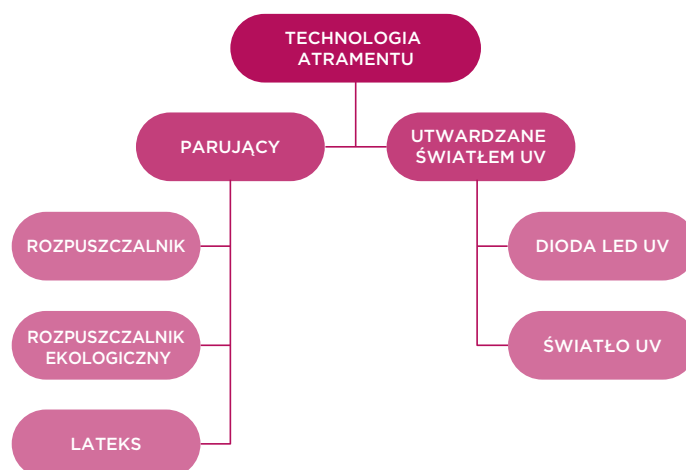 TECHNOLOGIA
ATRAMENTU
PARUJĄCY
UTWARDZANE
ŚWIATŁEM UV
ROZPUSZCZALNIK
DIODA LED UV
ROZPUSZCZALNIK
EKOLOGICZNY
ŚWIATŁO UV
LATEKS